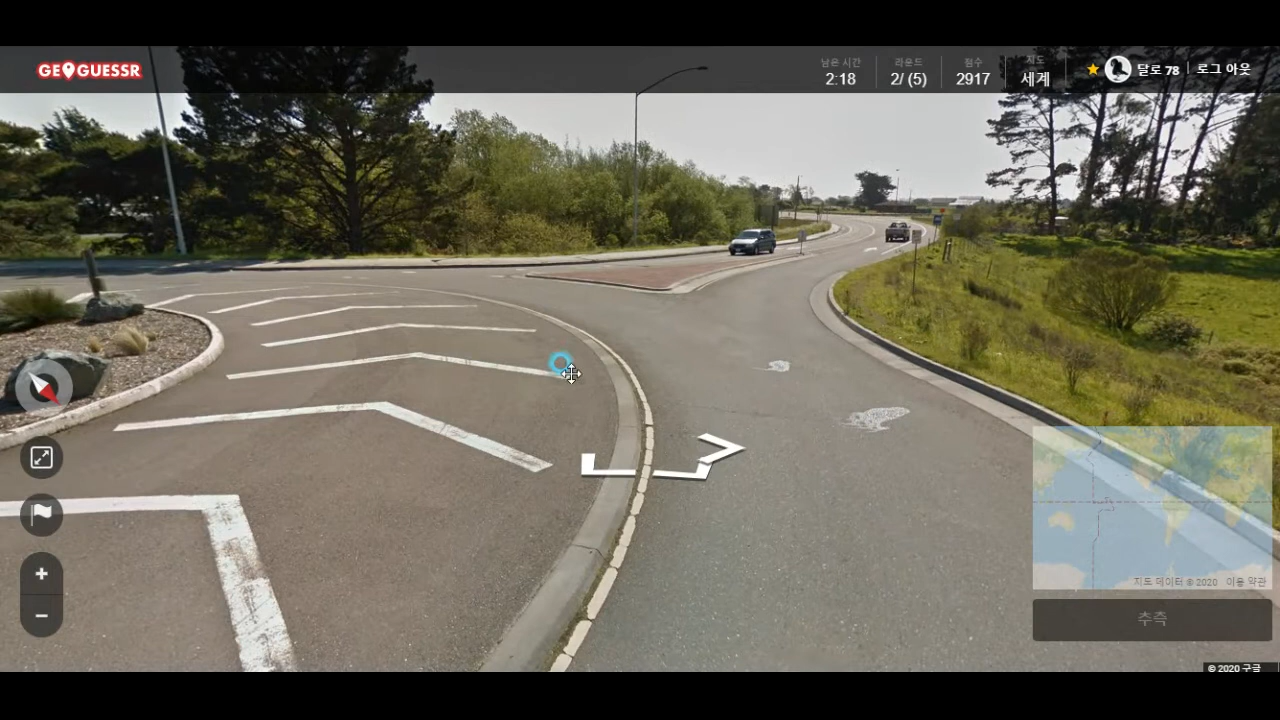 GEOGUESSR
남은 시간
2:18
라운드
2/ (5)
점수
2917
지도
세계
달로 78
로그 아웃
지도 데이터 © 2020 이용 약관
추측
© 2020 구글